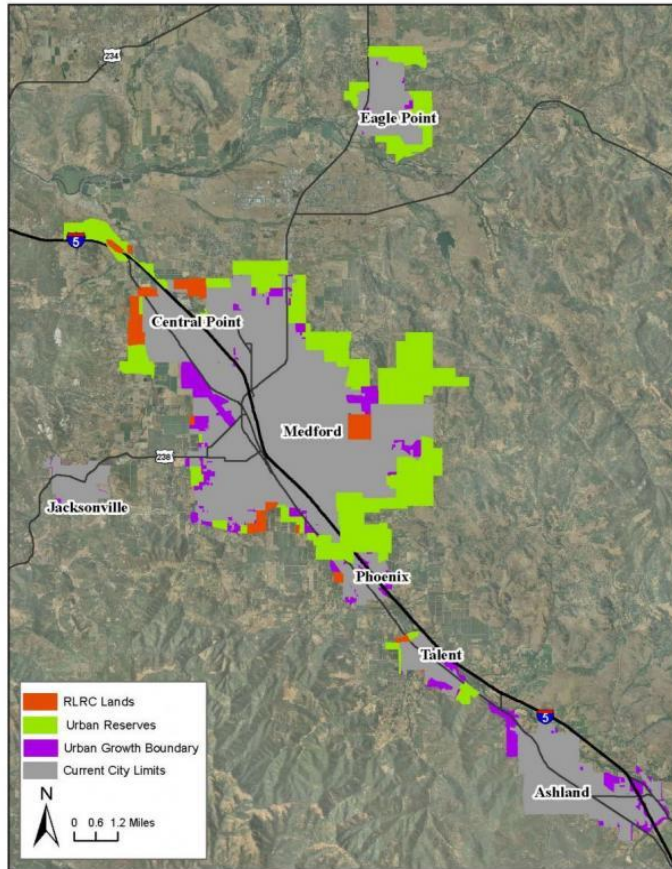 234
Eagle Point
5
Central Point
Medford
238
Jacksonville
Phoenix
Talent
RLRC Lands
Urban Reserves
5
Urban Growth Boundary
Current City Limits
Ashland
N
0 0.6 1.2 Miles